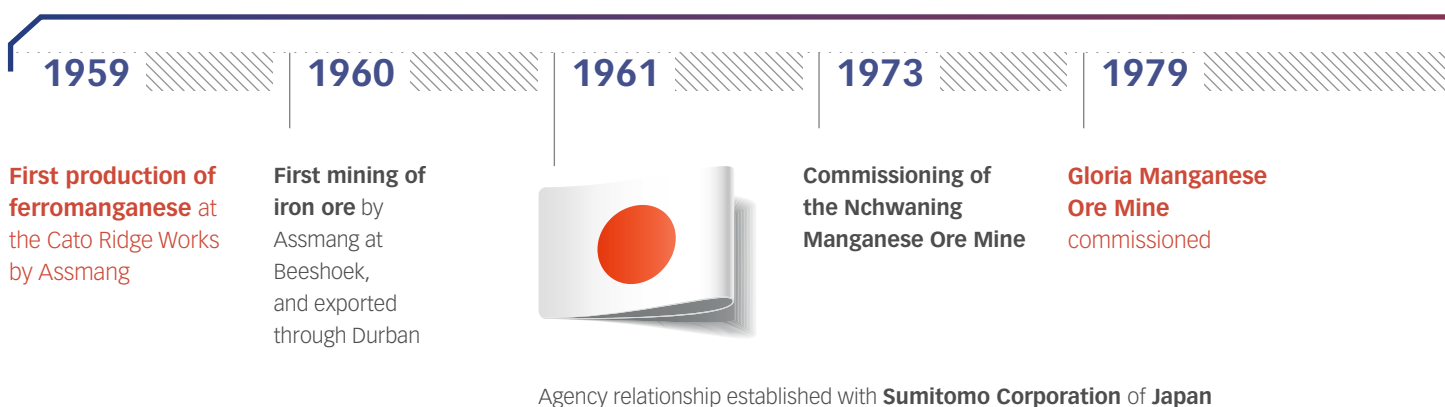 1959
First production of
ferromanganese at
the Cato Ridge Works
by Assmang
1960
First mining of
iron ore by
Assmang at
Beeshoek,
and exported
through Durban
1961
Agency relationship established with Sumitomo Corporation of Japan
1973
Commissioning of
the Nchwaning
Manganese Ore Mine
1979
Gloria Manganese
Ore Mine
commissioned